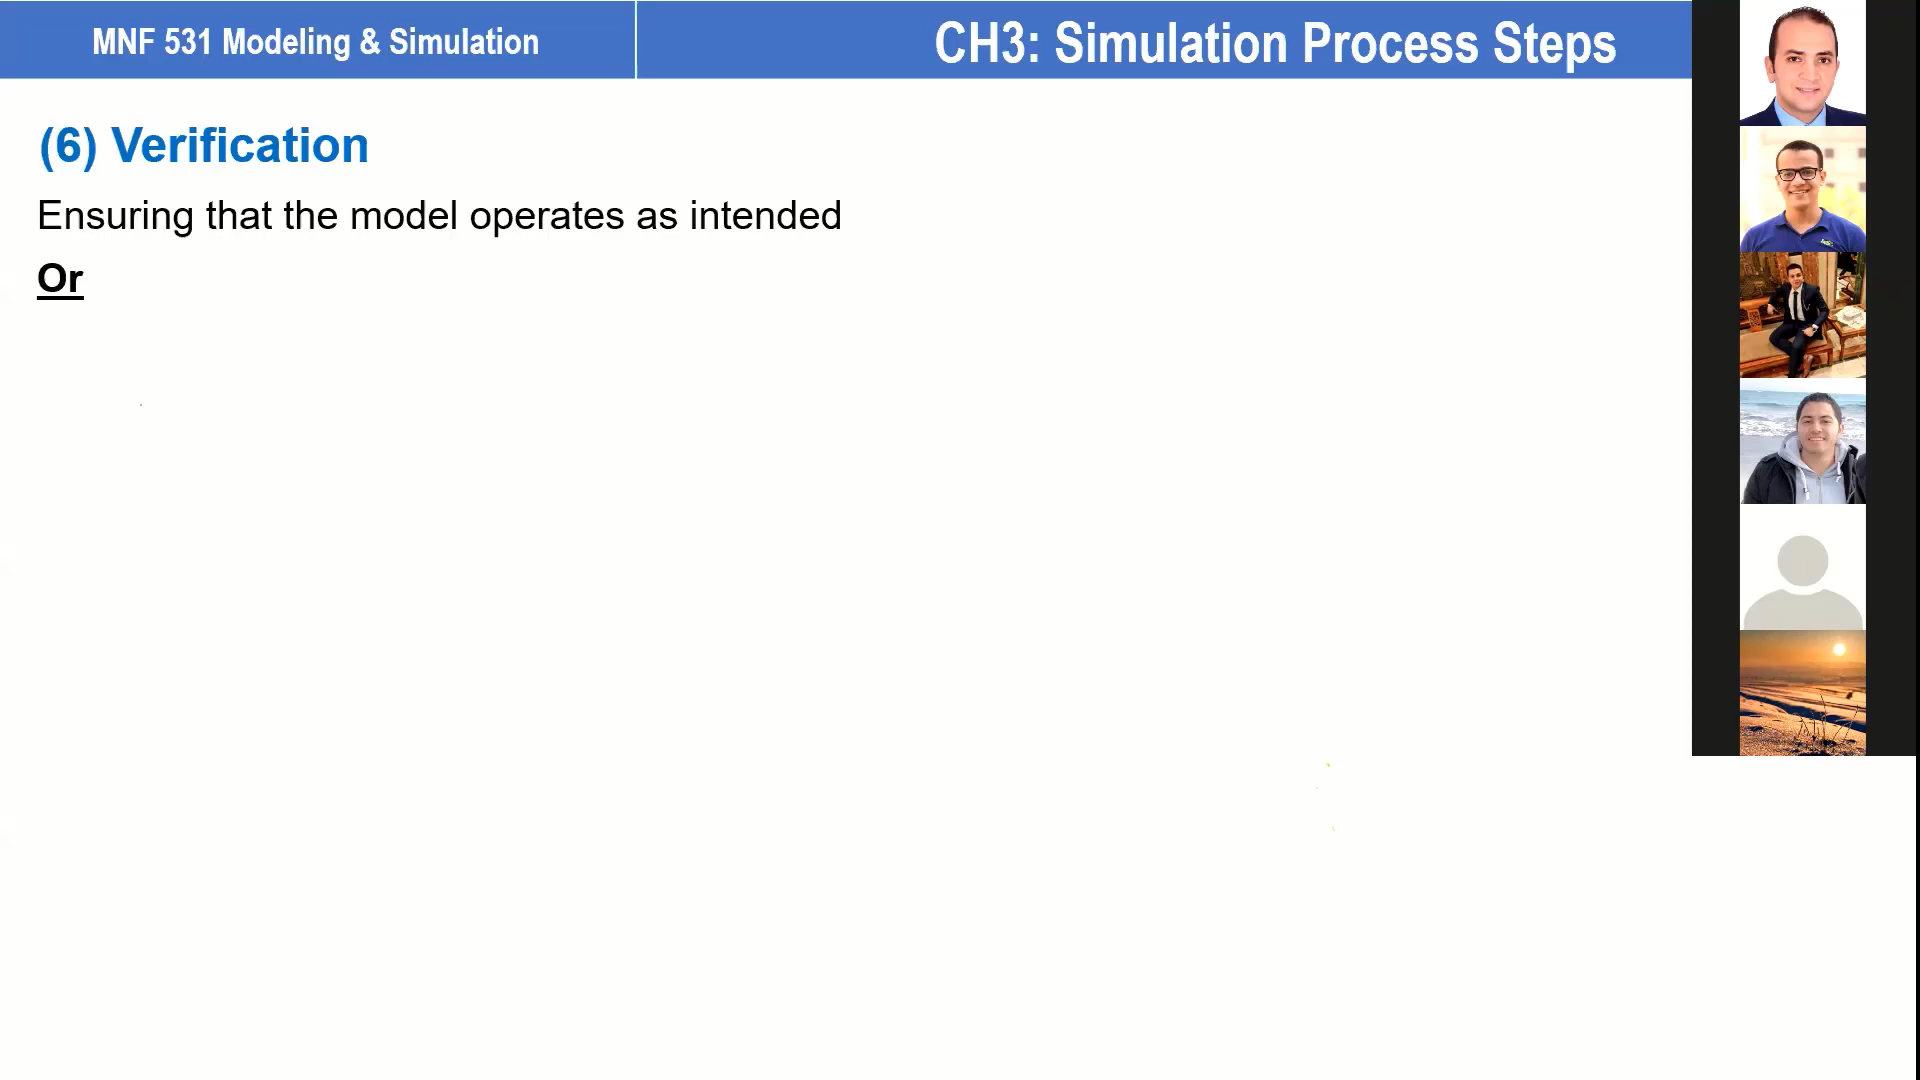 MNF 531 Modeling & Simulation
CH3: Simulation Process Steps
(6) Verification
Ensuring that the model operates as intended
Or